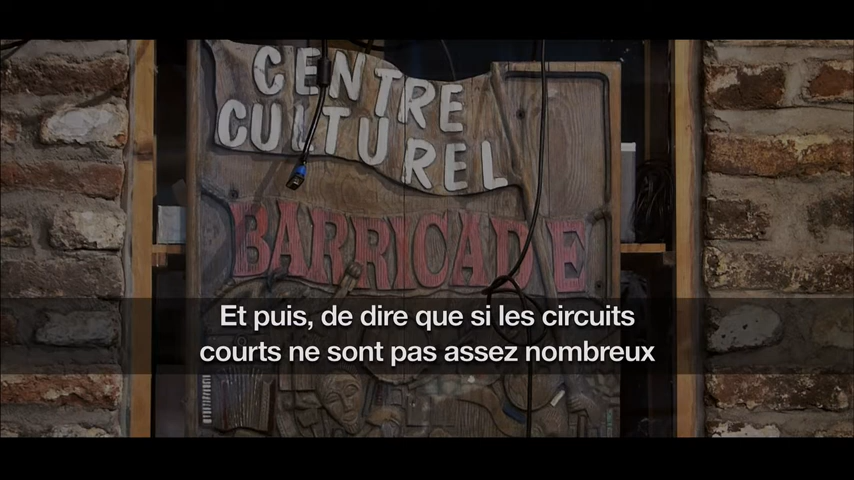 CENTRE
CULTUREL
BARRICADE
Et puis, de dire que si les circuits
courts ne sont pas assez nombreux